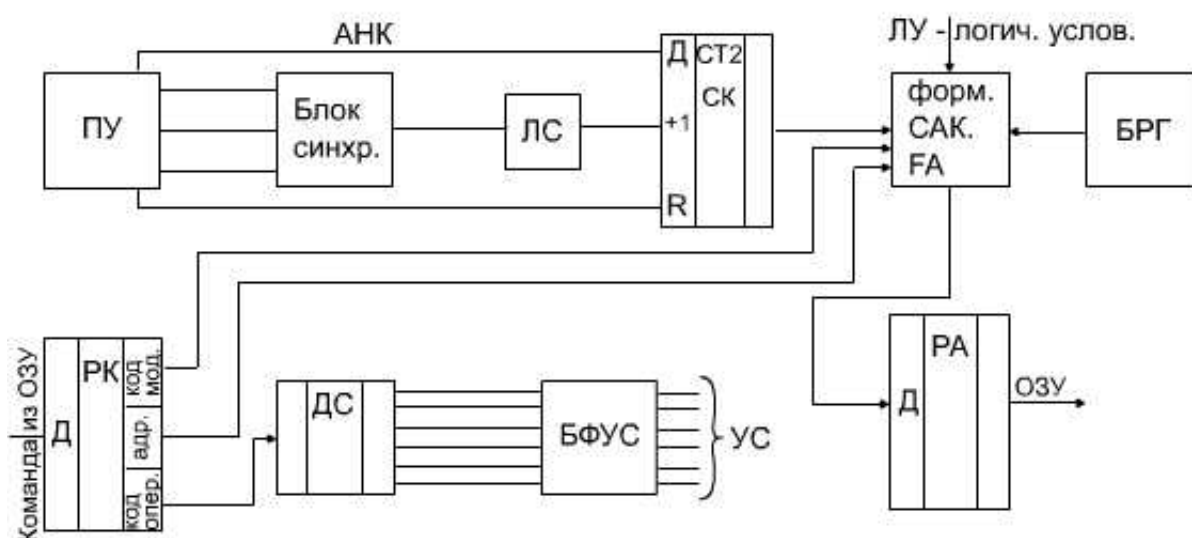 АНК
ПУ
Блок
синхр.
ЛС
Д
+1
R
СТ2
СК
ЛУ - логич. услов.
форм.
САК.
FA
БРГ
Команда из ОЗУ
Д
РК
код
мод.
адр.
код
опер.
ДС
БФУС
УС
Д
РА
ОЗУ